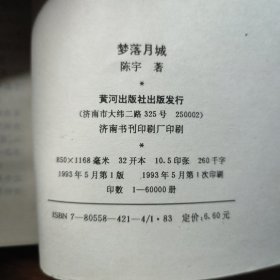 梦落月城
陈宇 著
*
黄河出版社出版发行
(济南市大纬二路325号 250002)
济南书刊印刷厂印刷
*
850×1168毫米 32开本 10.5印张 260千字
1993年5月第1版 1993年5月第1次印刷
印数 1—60000册
ISBN 7—80558—421—4/I·83 定价:6.60元